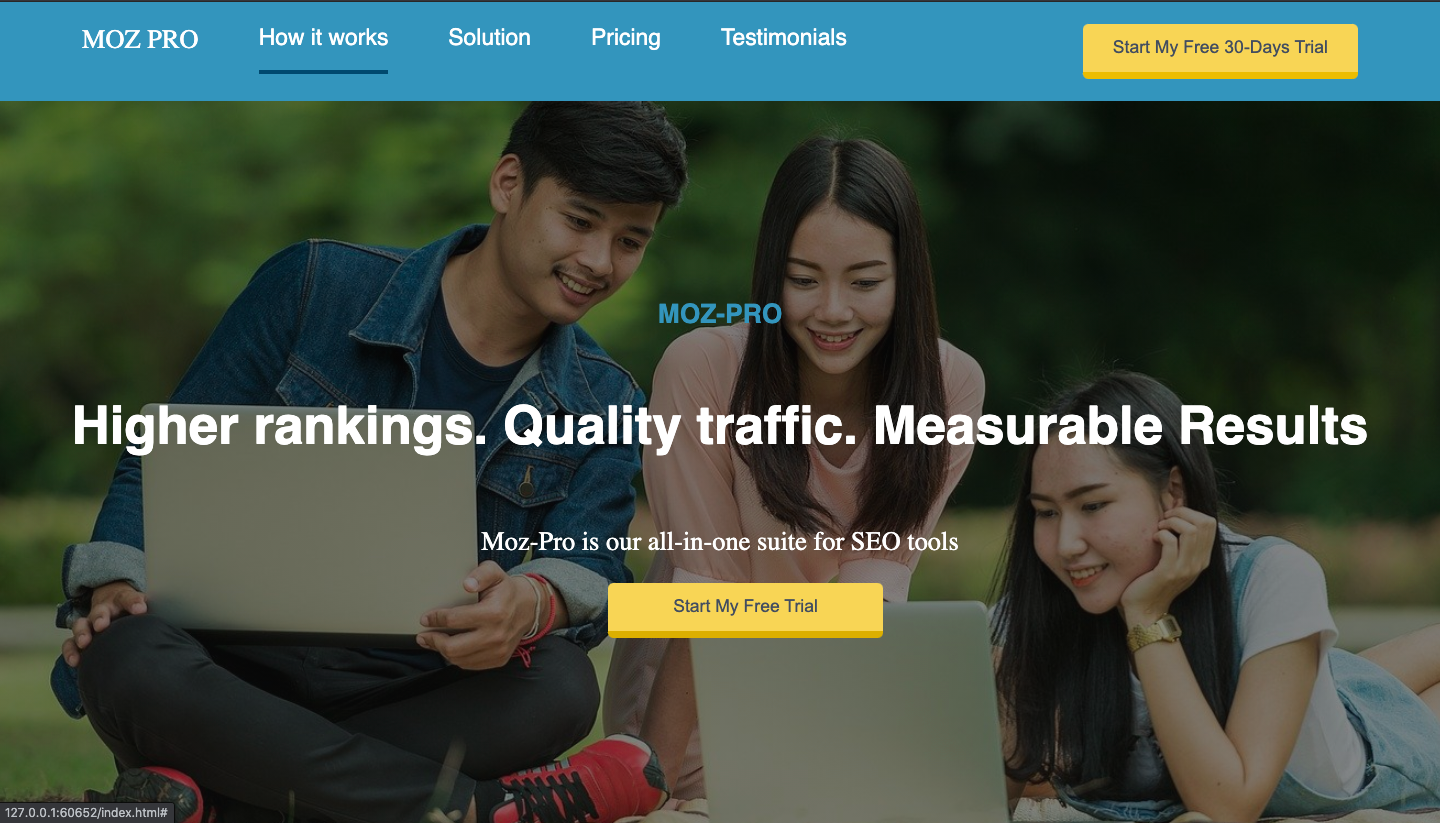 MOZ PRO
How it works
Solution
Pricing
Testimonials
Start My Free 30-Days Trial
MOZ-PRO
Higher rankings. Quality traffic. Measurable Results
Moz-Pro is our all-in-one suite for SEO tools
Start My Free Trial
127.0.0.1:60652/index.html#